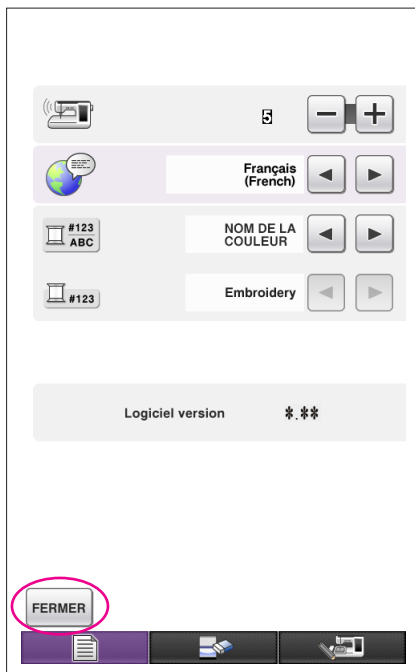 5
Français
(French)
#123
ABC
NOM DE LA
COULEUR
#123
Embroidery
Logiciel version *.**
FERMER